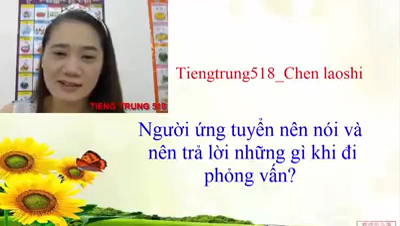 Tiengtrung518_Chen laoshi
TIENG TRUNG 518
Người ứng tuyển nên nói và
nên trả lời những gì khi đi
phỏng vấn?